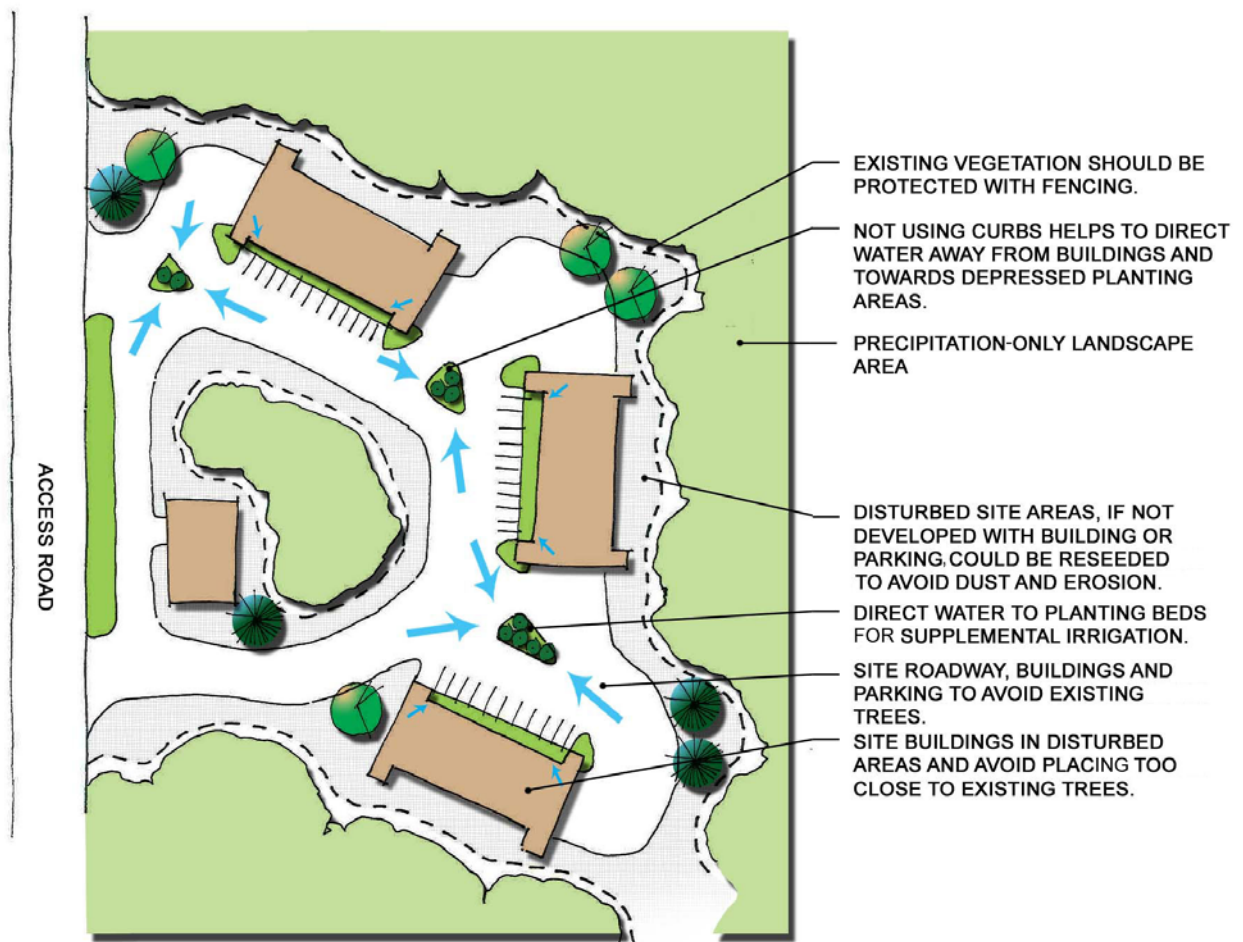 EXISTING VEGETATION SHOULD BE
PROTECTED WITH FENCING.
NOT USING CURBS HELPS TO DIRECT
WATER AWAY FROM BUILDINGS AND
TOWARDS DEPRESSED PLANTING
AREAS.
PRECIPITATION-ONLY LANDSCAPE
AREA
ACCESS ROAD
DISTURBED SITE AREAS, IF NOT
DEVELOPED WITH BUILDING OR
PARKING, COULD BE RESEEDED
TO AVOID DUST AND EROSION.
DIRECT WATER TO PLANTING BEDS
FOR SUPPLEMENTAL IRRIGATION.
SITE ROADWAY, BUILDINGS AND
PARKING TO AVOID EXISTING
TREES.
SITE BUILDINGS IN DISTURBED
AREAS AND AVOID PLACING TOO
CLOSE TO EXISTING TREES.